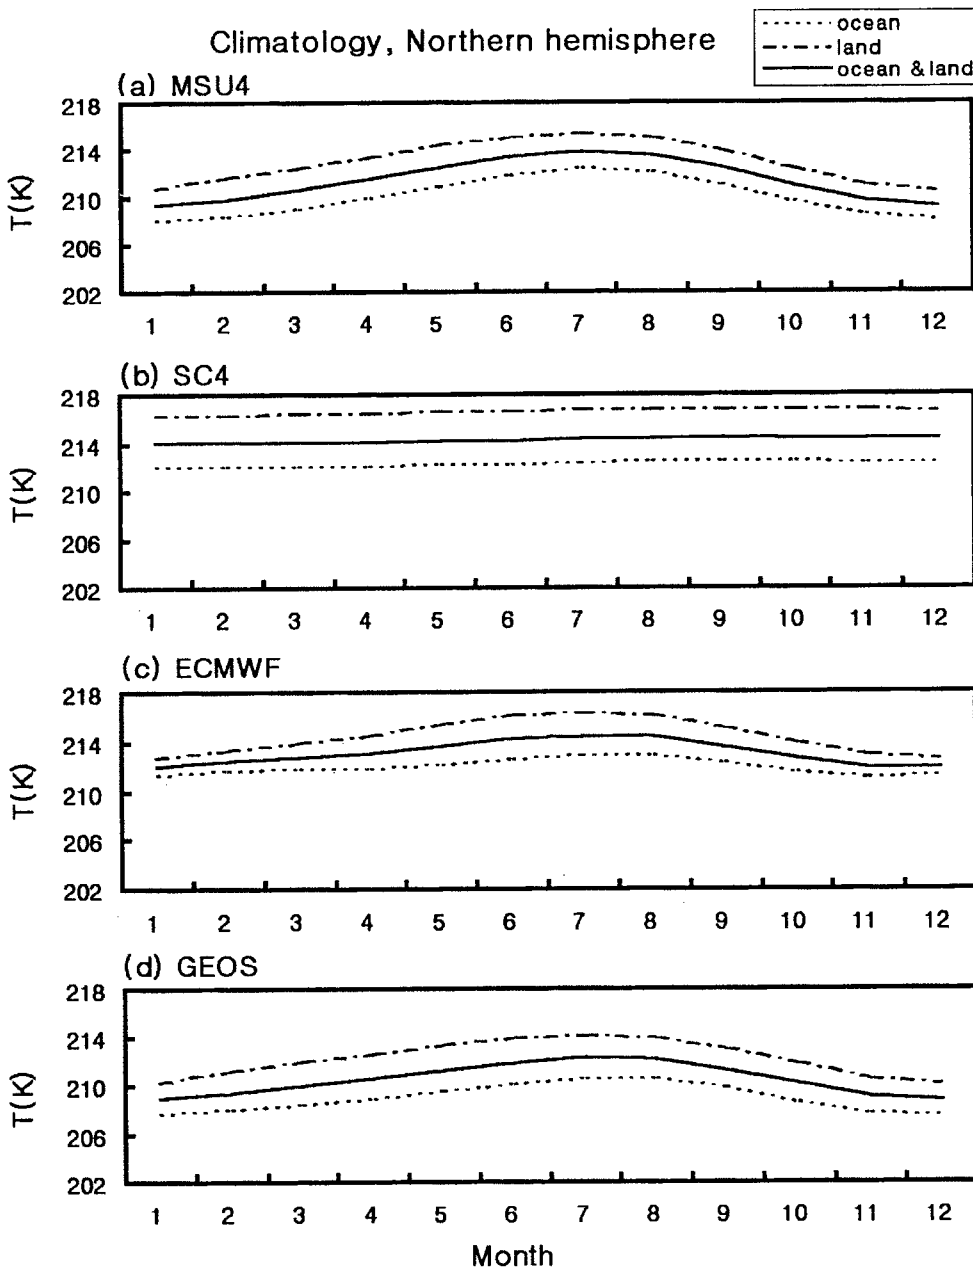 Climatology, Northern hemisphere
ocean
land
ocean & land
(a) MSU4
218
214
210
206
202
T(K)
1 2 3 4 5 6 7 8 9 10 11 12
(b) SC4
218
214
210
206
202
T(K)
1 2 3 4 5 6 7 8 9 10 11 12
(c) ECMWF
218
214
210
206
202
T(K)
1 2 3 4 5 6 7 8 9 10 11 12
(d) GEOS
218
214
210
206
202
T(K)
1 2 3 4 5 6 7 8 9 10 11 12
Month